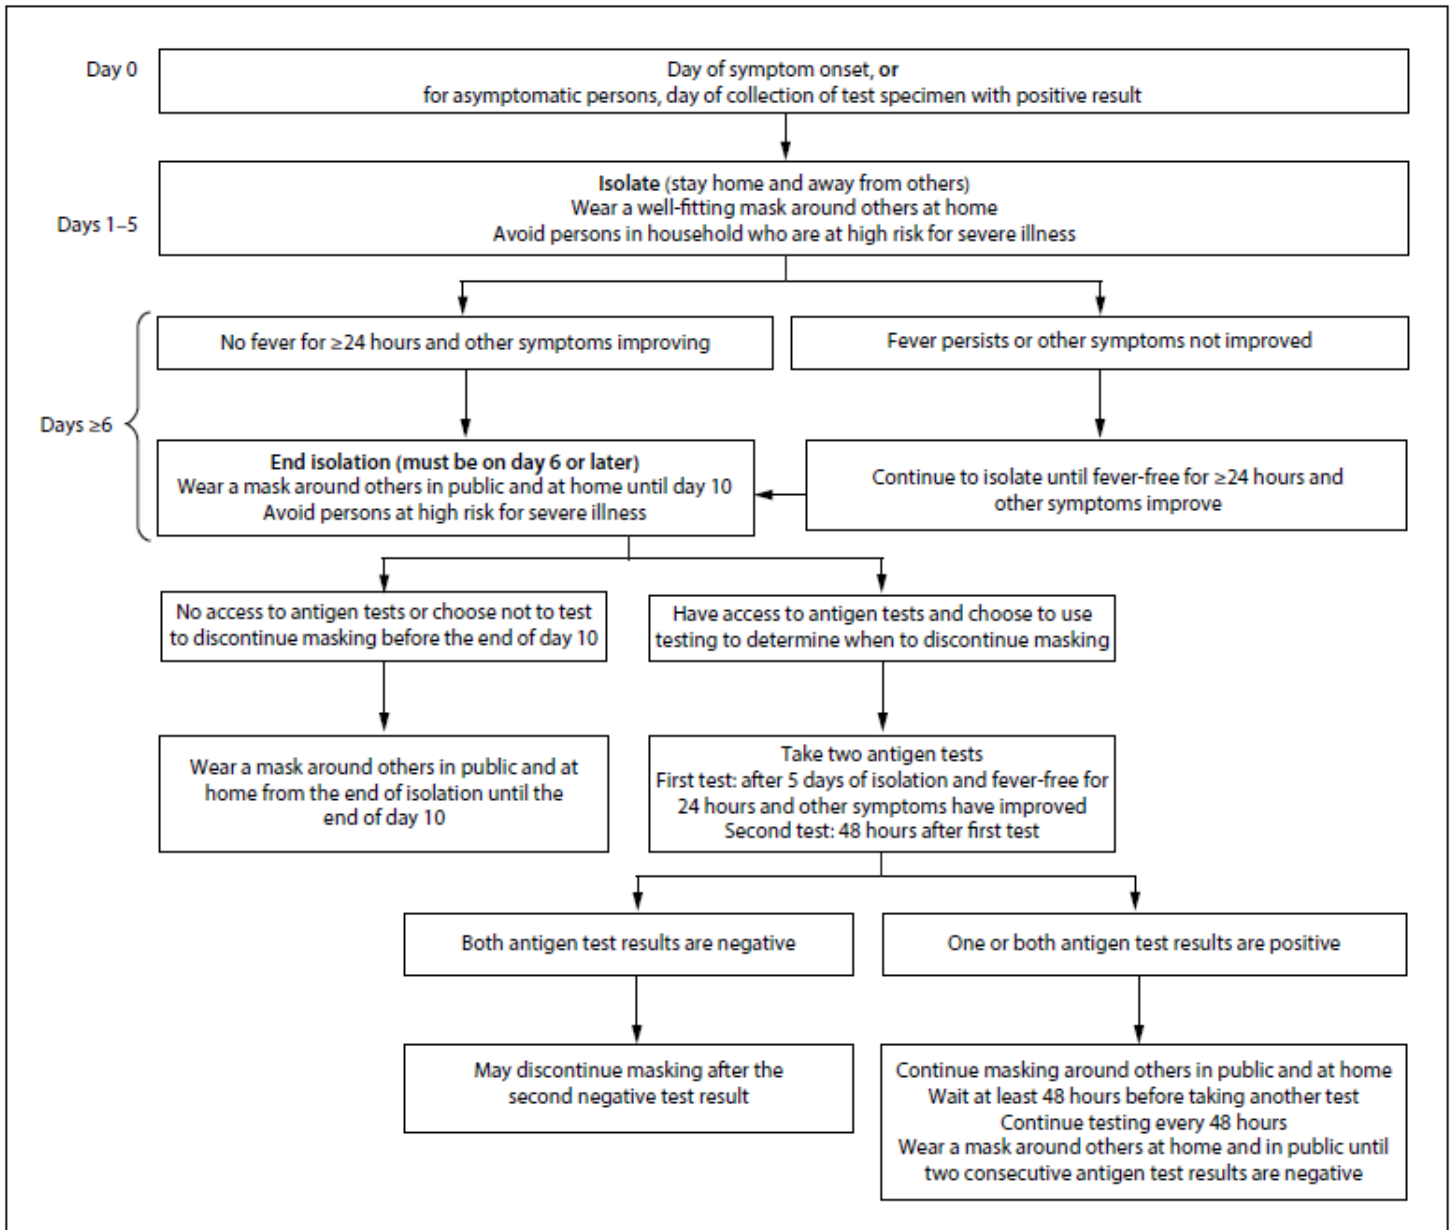 Day 0
Day of symptom onset, or
for asymptomatic persons, day of collection of test specimen with positive result
Days 1–5
Isolate (stay home and away from others)
Wear a well-fitting mask around others at home
Avoid persons in household who are at high risk for severe illness
Days ≥6
No fever for ≥24 hours and other symptoms improving
Fever persists or other symptoms not improved
End isolation (must be on day 6 or later)
Wear a mask around others in public and at home until day 10
Avoid persons at high risk for severe illness
Continue to isolate until fever-free for ≥24 hours and
other symptoms improve
No access to antigen tests or choose not to test
to discontinue masking before the end of day 10
Have access to antigen tests and choose to use
testing to determine when to discontinue masking
Wear a mask around others in public and at
home from the end of isolation until the
end of day 10
Take two antigen tests
First test: after 5 days of isolation and fever-free for
24 hours and other symptoms have improved
Second test: 48 hours after first test
Both antigen test results are negative
One or both antigen test results are positive
May discontinue masking after the
second negative test result
Continue masking around others in public and at home
Wait at least 48 hours before taking another test
Continue testing every 48 hours
Wear a mask around others at home and in public until
two consecutive antigen test results are negative